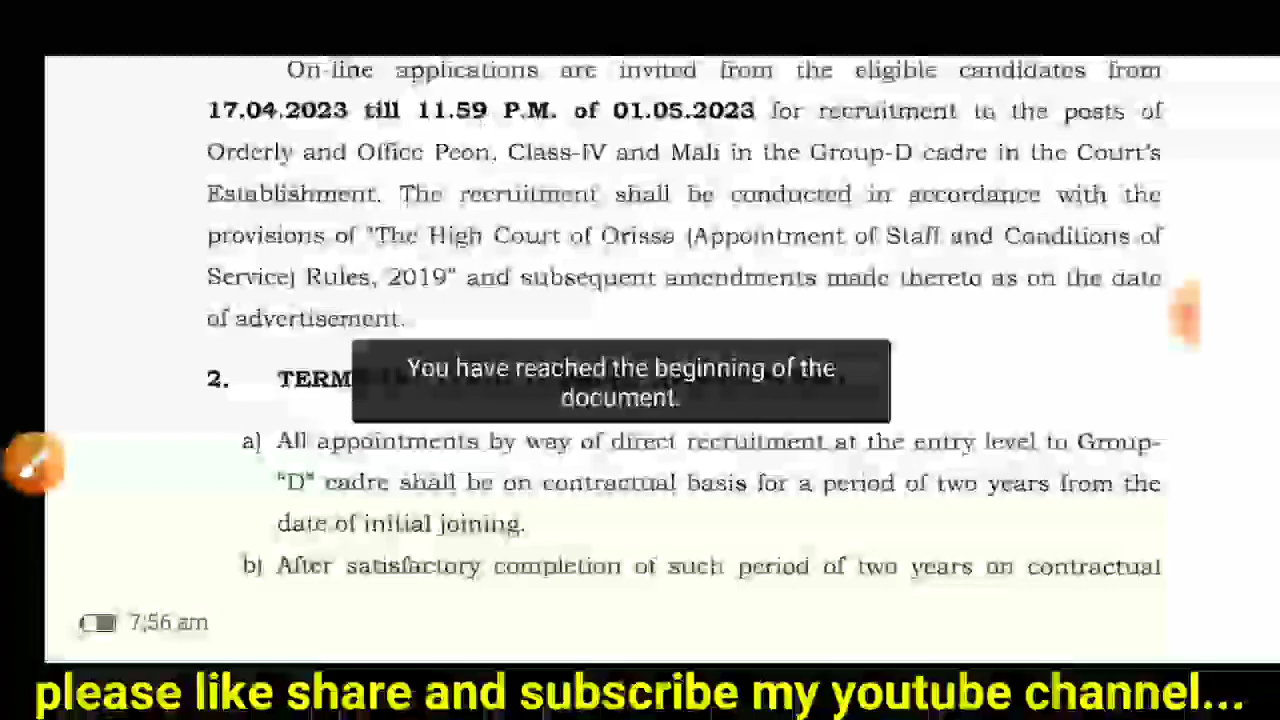 On-line applications are invited from the eligible candidates from
17.04.2023 till 11.59 P.M. of 01.05.2023 for recruitment to the posts of
Orderly and Office Peon, Class-IV and Mali in the Group-D cadre in the Court's
Establishment. The recruitment shall be conducted in accordance with the
provisions of "The High Court of Orissa (Appointment of Staff and Conditions of
Service) Rules, 2019" and subsequent amendments made thereto as on the date
of advertisement.
2. TERM
You have reached the beginning of the
document.
a) All appointments by way of direct recruitment at the entry level to Group-
"D" cadre shall be on contractual basis for a period of two years from the
date of initial joining.
b) After satisfactory completion of such period of two years on contractual
7:56 am
please like share and subscribe my youtube channel...